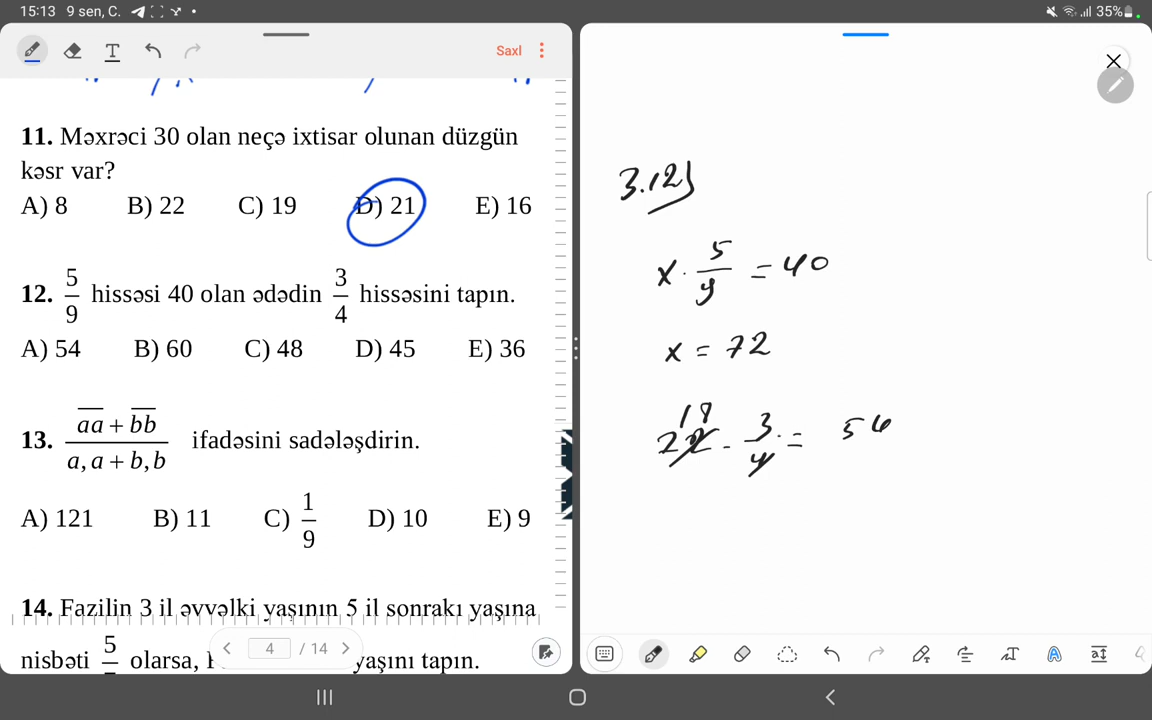 15:13 9 sen, C. 35%
Saxl
11. Məxrəci 30 olan neçə ixtisar olunan düzgün
kəsr var?
A) 8 B) 22 C) 19 D) 21 E) 16
12. 5/9 hissəsi 40 olan ədədin 3/4 hissəsini tapın.
A) 54 B) 60 C) 48 D) 45 E) 36
13. (aa + bb)/(a,a + b,b) ifadəsini sadələşdirin.
A) 121 B) 11 C) 1/9 D) 10 E) 9
14. Fazilin 3 il əvvəlki yaşının 5 il sonrakı yaşına
nisbəti 5 olarsa, yaşını tapın.
4 / 14
x · 5/9 = 40
x = 72
18
3/4 = 54